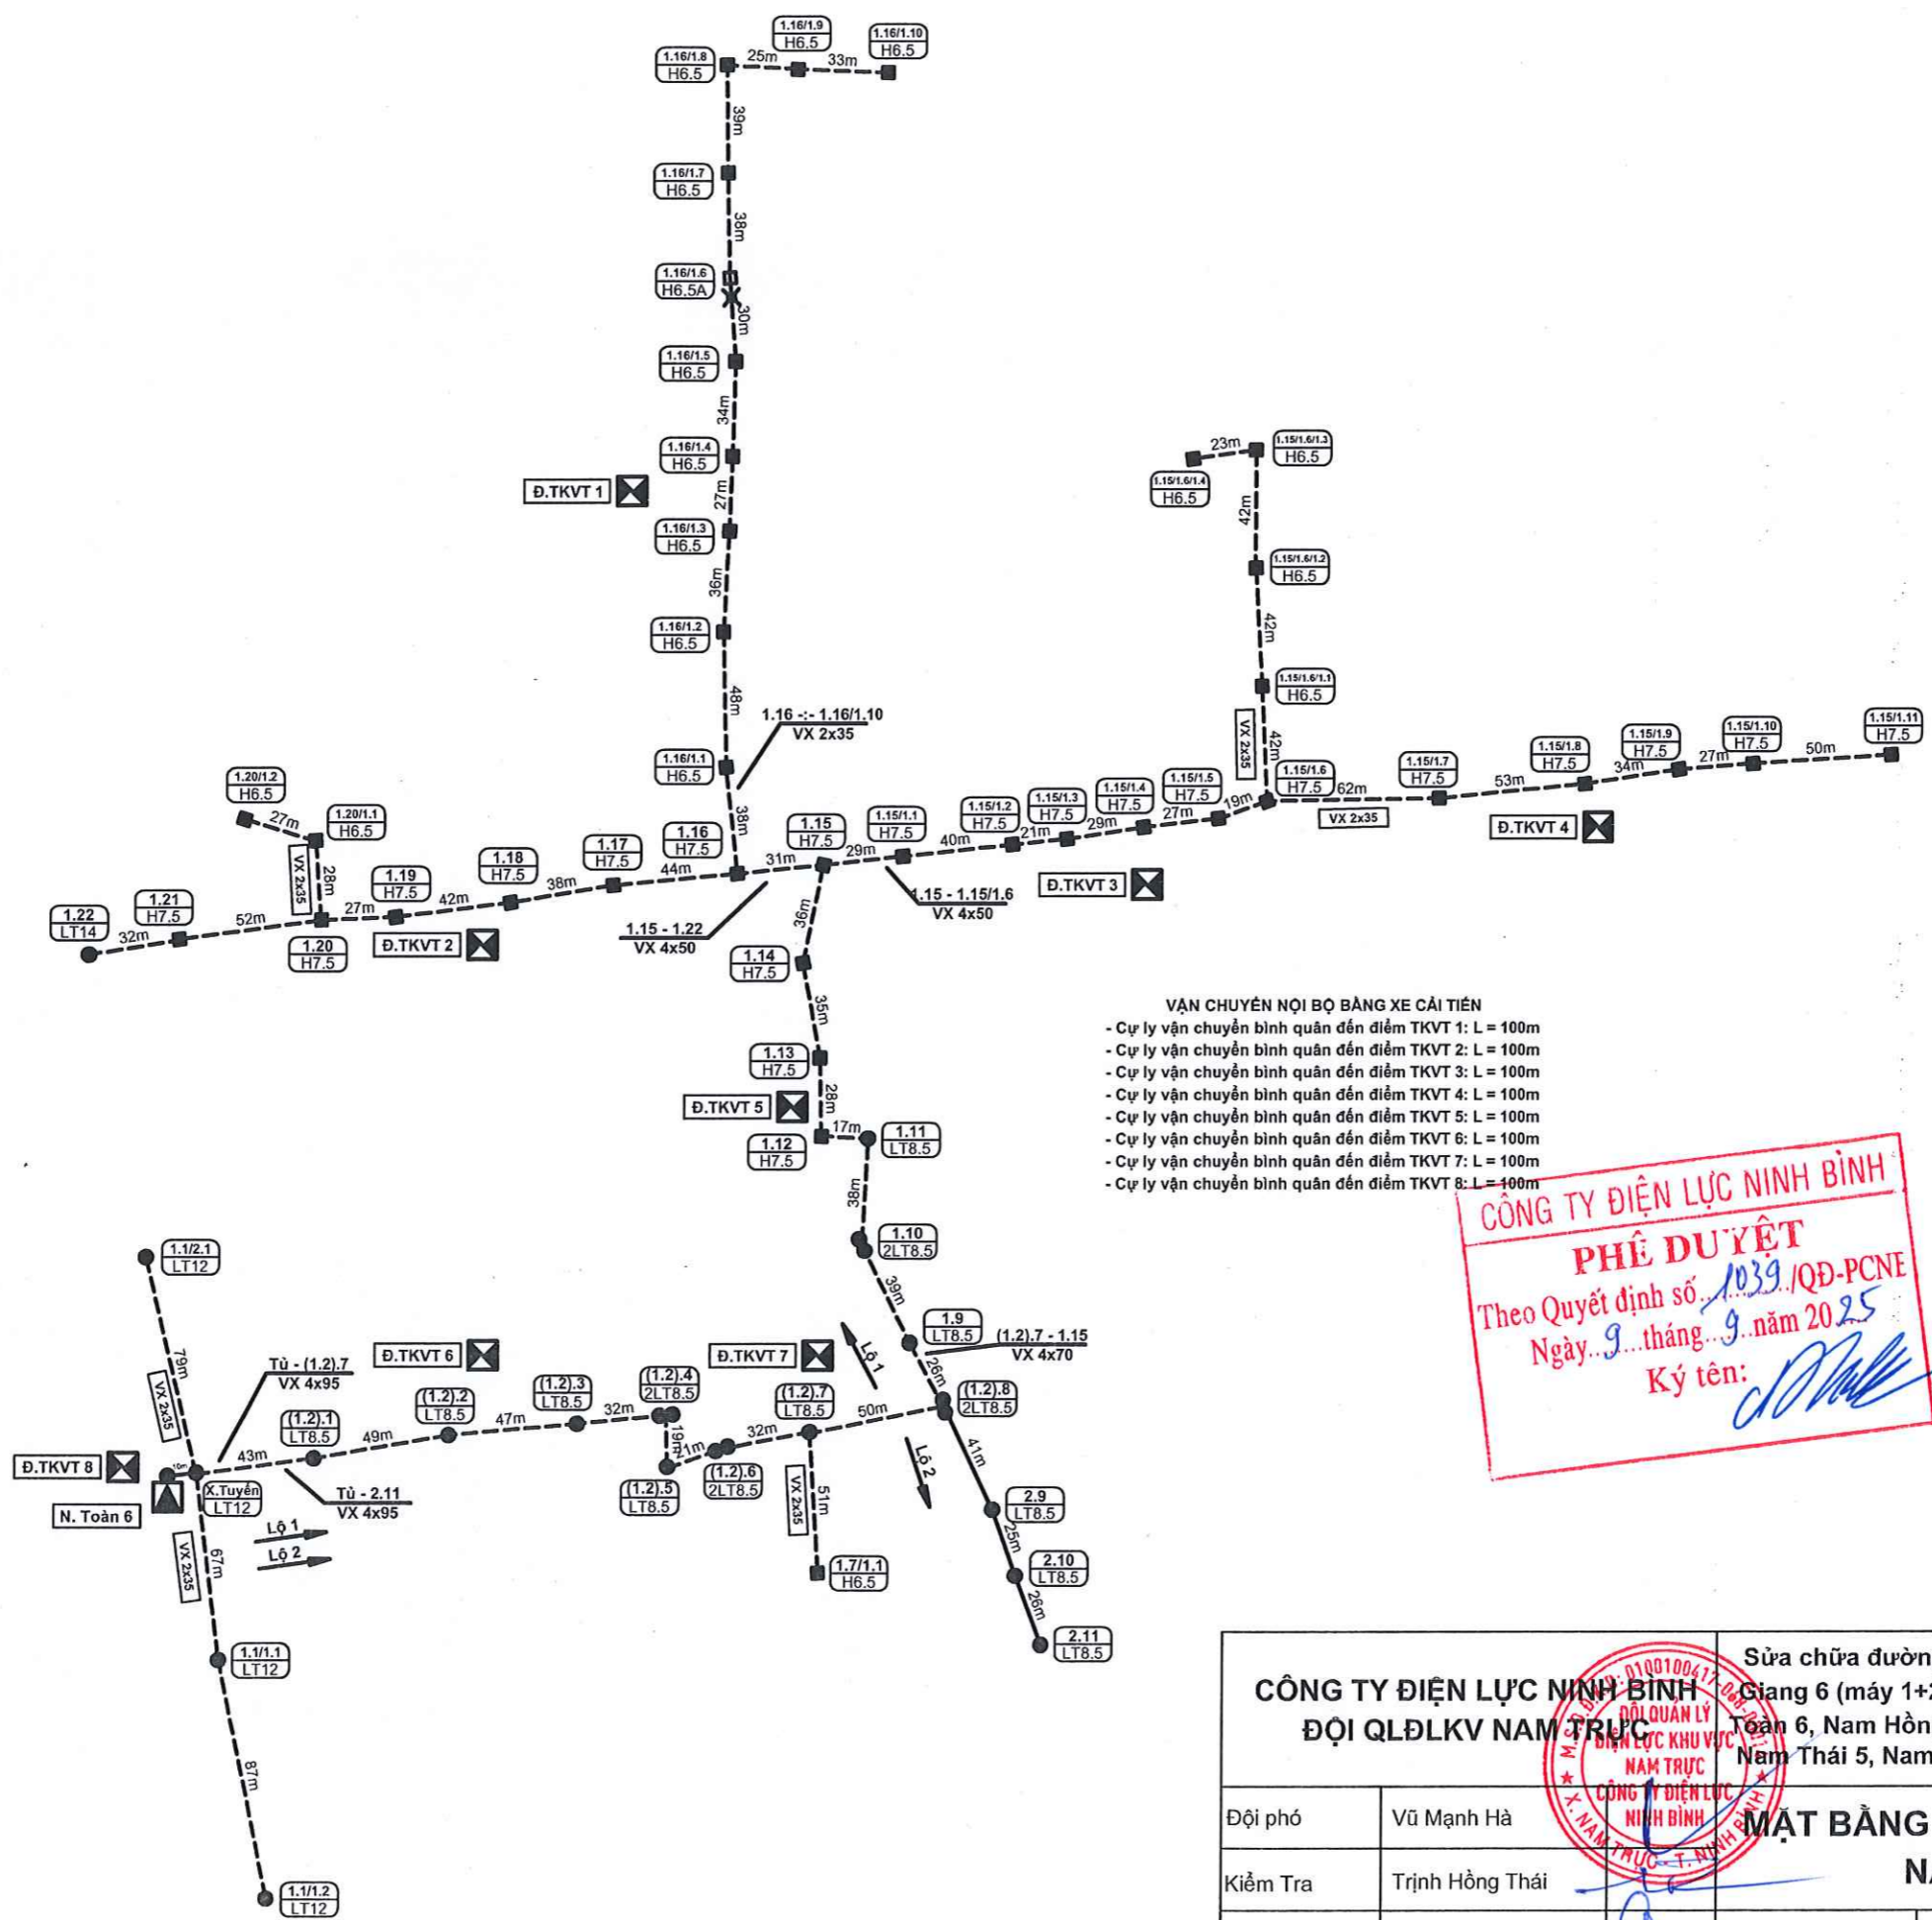 1.16/1.9
H6.5
1.16/1.10
H6.5
1.16/1.8
H6.5
25m
33m
39m
1.16/1.7
H6.5
38m
1.16/1.6
H6.5A
30m
1.16/1.5
H6.5
34m
1.16/1.4
H6.5
Đ.TKVT 1
27m
1.16/1.3
H6.5
36m
1.16/1.2
H6.5
48m
1.16 -:- 1.16/1.10
VX 2x35
1.16/1.1
H6.5
38m
23m
1.15/1.6/1.3
H6.5
1.15/1.6/1.4
H6.5
42m
1.15/1.6/1.2
H6.5
42m
1.15/1.6/1.1
H6.5
VX 2x35
42m
1.20/1.2
H6.5
27m
1.20/1.1
H6.5
VX 2x35
28m
1.22
LT14
32m
1.21
H7.5
52m
1.20
H7.5
27m
1.19
H7.5
42m
Đ.TKVT 2
1.18
H7.5
38m
1.17
H7.5
44m
1.16
H7.5
31m
1.15 - 1.22
VX 4x50
1.15
H7.5
29m
1.15/1.1
H7.5
40m
1.15 - 1.15/1.6
VX 4x50
1.15/1.2
H7.5
21m
1.15/1.3
H7.5
29m
1.15/1.4
H7.5
27m
1.15/1.5
H7.5
19m
Đ.TKVT 3
1.15/1.6
H7.5
62m
VX 2x35
1.15/1.7
H7.5
53m
1.15/1.8
H7.5
34m
Đ.TKVT 4
1.15/1.9
H7.5
27m
1.15/1.10
H7.5
50m
1.15/1.11
H7.5
36m
1.14
H7.5
35m
1.13
H7.5
Đ.TKVT 5
28m
1.12
H7.5
17m
1.11
LT8.5
38m
1.10
2LT8.5
39m
1.9
LT8.5
(1.2).7 - 1.15
VX 4x70
26m
VẬN CHUYỂN NỘI BỘ BẰNG XE CẢI TIẾN
- Cự ly vận chuyển bình quân đến điểm TKVT 1: L = 100m
- Cự ly vận chuyển bình quân đến điểm TKVT 2: L = 100m
- Cự ly vận chuyển bình quân đến điểm TKVT 3: L = 100m
- Cự ly vận chuyển bình quân đến điểm TKVT 4: L = 100m
- Cự ly vận chuyển bình quân đến điểm TKVT 5: L = 100m
- Cự ly vận chuyển bình quân đến điểm TKVT 6: L = 100m
- Cự ly vận chuyển bình quân đến điểm TKVT 7: L = 100m
- Cự ly vận chuyển bình quân đến điểm TKVT 8: L = 100m
CÔNG TY ĐIỆN LỰC NINH BÌNH
PHÊ DUYỆT
Theo Quyết định số 1039 /QĐ-PCNB
Ngày 9 tháng 9 năm 2025
Ký tên:
1.1/2.1
LT12
79m
VX 2x35
Tủ - (1.2).7
VX 4x95
Đ.TKVT 8
10m
N. Toàn 6
X.Tuyến
LT12
43m
(1.2).1
LT8.5
Tủ - 2.11
VX 4x95
Lộ 1
Lộ 2
49m
(1.2).2
LT8.5
Đ.TKVT 6
47m
(1.2).3
LT8.5
32m
(1.2).4
2LT8.5
19m
(1.2).5
LT8.5
21m
(1.2).6
2LT8.5
32m
Đ.TKVT 7
(1.2).7
LT8.5
50m
Lộ 1
Lộ 2
(1.2).8
2LT8.5
VX 2x35
51m
1.7/1.1
H6.5
41m
2.9
LT8.5
25m
2.10
LT8.5
26m
2.11
LT8.5
VX 2x35
67m
1.1/1.1
LT12
87m
1.1/1.2
LT12
CÔNG TY ĐIỆN LỰC NINH BÌNH
ĐỘI QLĐLKV NAM TRỰC
Sửa chữa đườn
Giang 6 (máy 1+2
Toàn 6, Nam Hồn
Nam Thái 5, Nam
ĐỘI QUẢN LÝ
ĐIỆN LỰC KHU VỰC
NAM TRỰC
CÔNG TY ĐIỆN LỰC
NINH BÌNH
X. NAM TRỰC - T. NINH BÌNH
Đội phó
Vũ Mạnh Hà
MẶT BẰNG
Kiểm Tra
Trịnh Hồng Thái